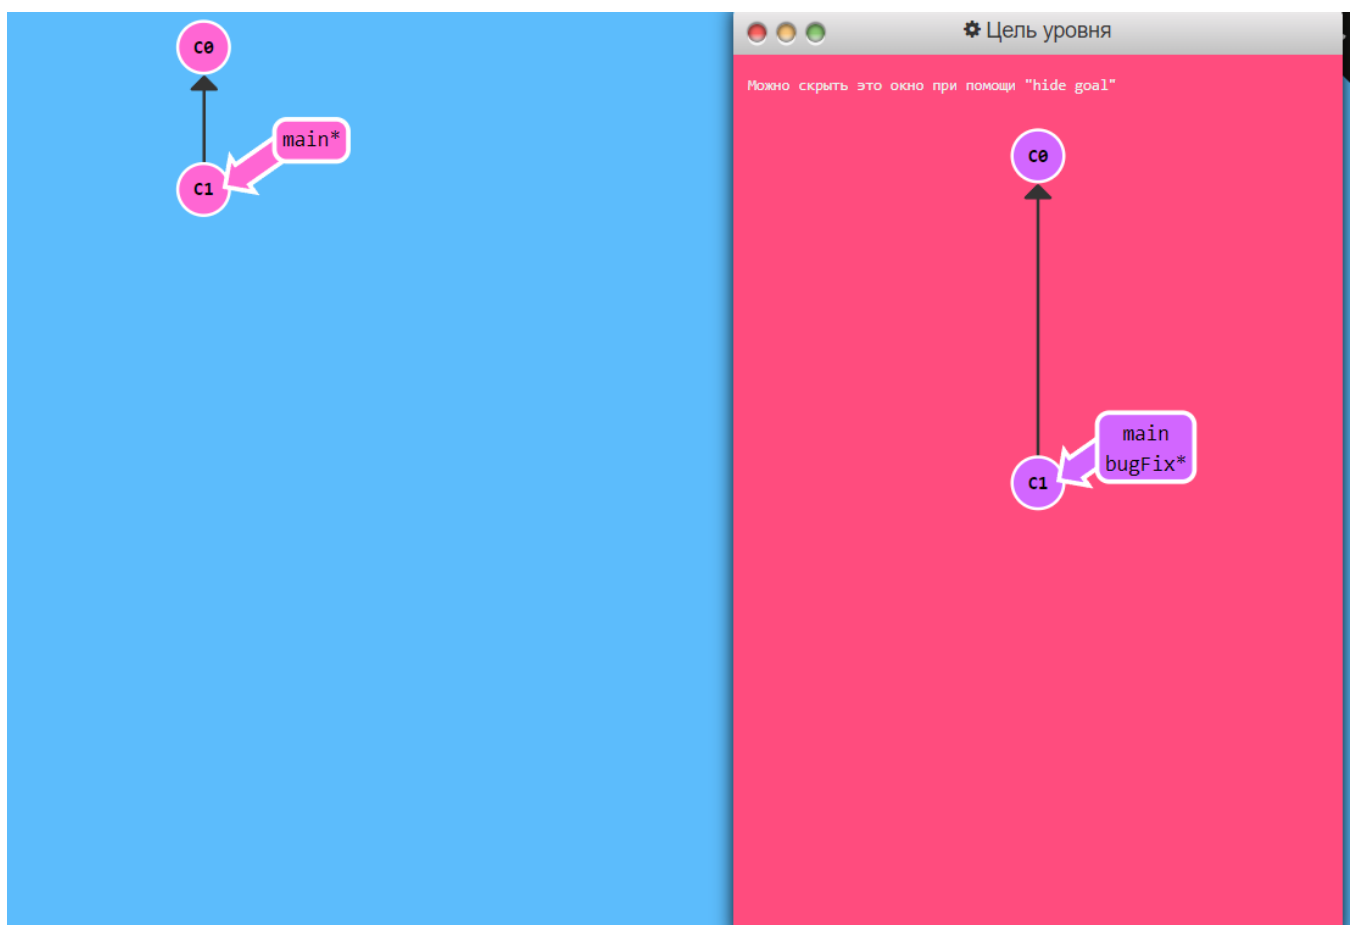 C0
main*
C1
Цель уровня
Можно скрыть это окно при помощи "hide goal"
C0
main
bugFix*
C1